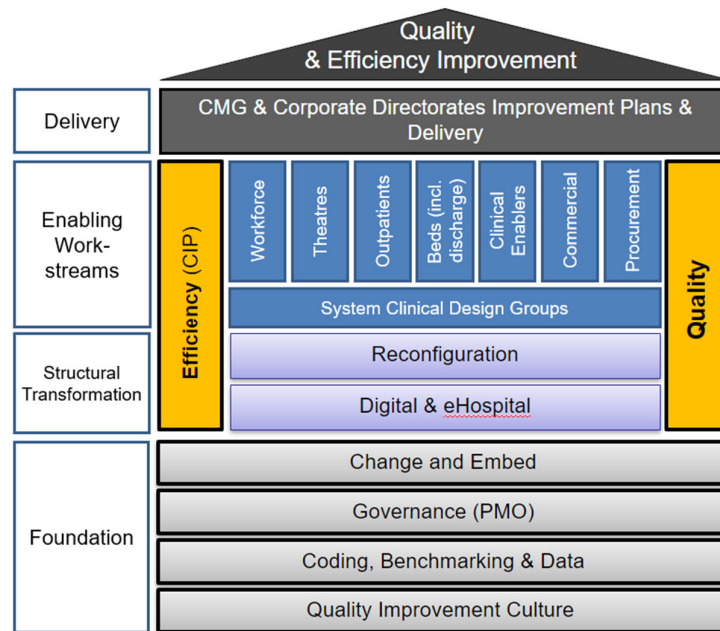 Quality
& Efficiency Improvement
Delivery
CMG & Corporate Directorates Improvement Plans &
Delivery
Enabling
Work-
streams
Efficiency (CIP)
Workforce
Theatres
Outpatients
Beds (incl.
discharge)
Clinical
Enablers
Commercial
Procurement
Quality
System Clinical Design Groups
Structural
Transformation
Reconfiguration
Digital & eHospital
Foundation
Change and Embed
Governance (PMO)
Coding, Benchmarking & Data
Quality Improvement Culture